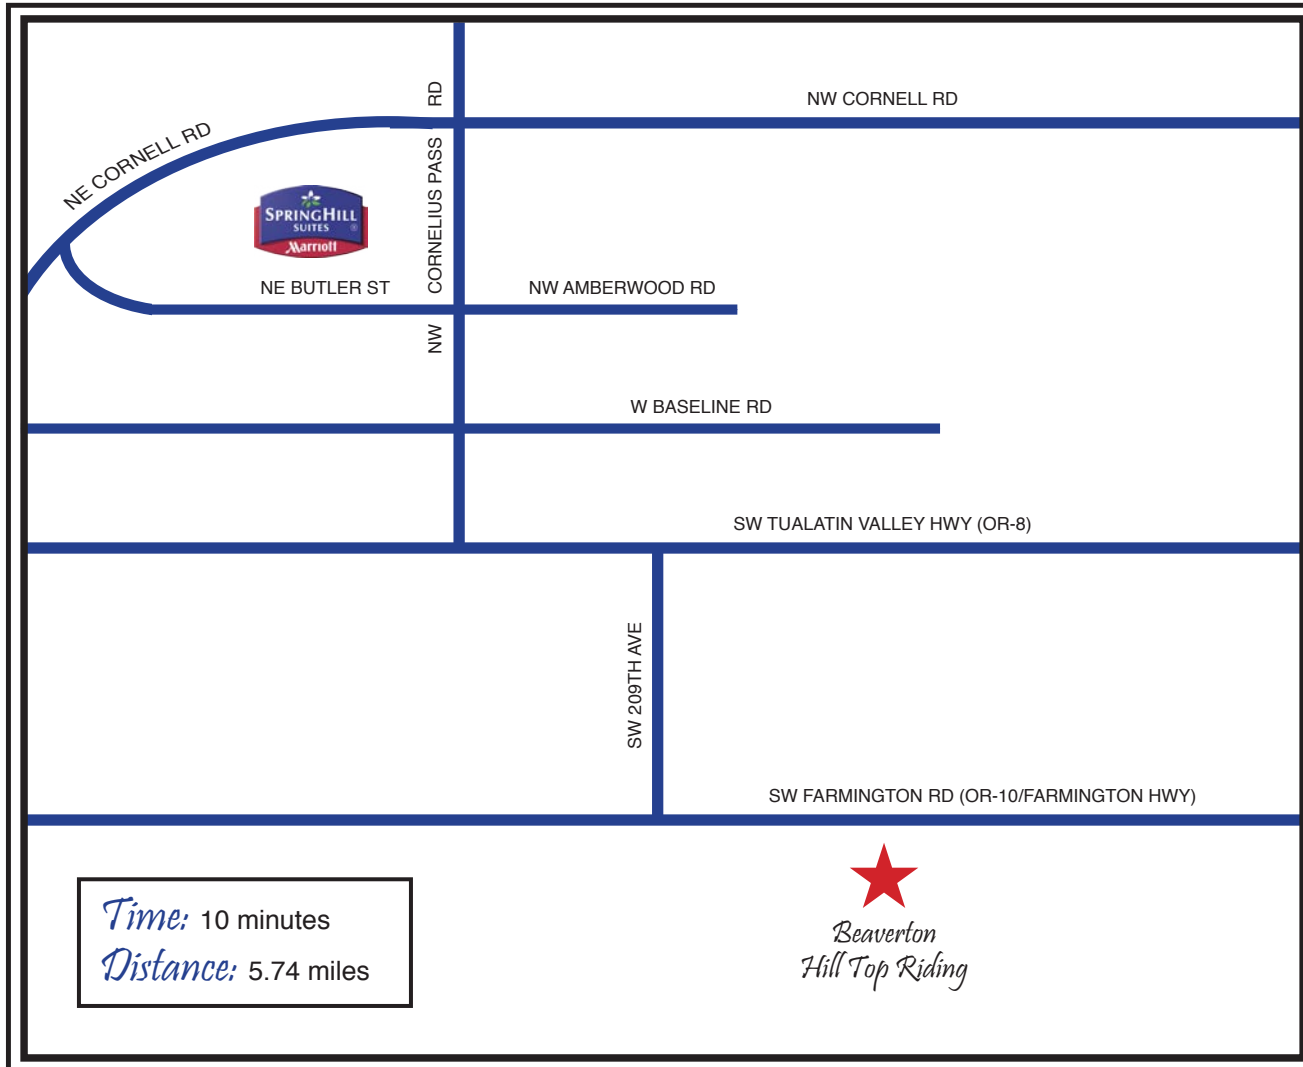 NW CORNELL RD
NE CORNELL RD
NW CORNELIUS PASS RD
SPRINGHILL
SUITES
®
Marriott
NE BUTLER ST
NW AMBERWOOD RD
W BASELINE RD
SW TUALATIN VALLEY HWY (OR-8)
SW 209TH AVE
SW FARMINGTON RD (OR-10/FARMINGTON HWY)
Time: 10 minutes
Distance: 5.74 miles
Beaverton
Hill Top Riding